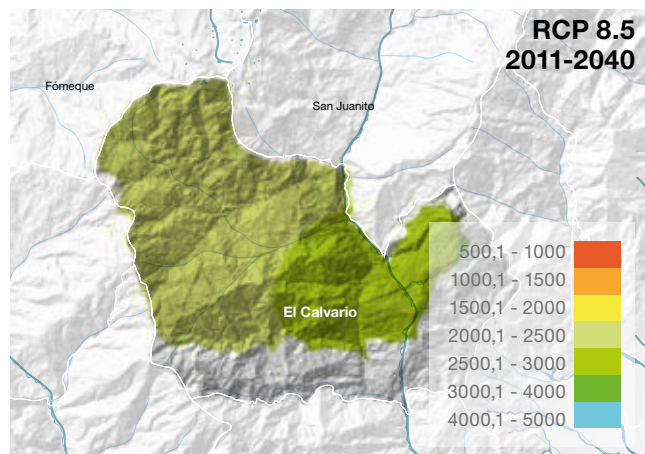 RCP 8.5
2011-2040
Fómeque
San Juanito
El Calvario
500,1 - 1000
1000,1 - 1500
1500,1 - 2000
2000,1 - 2500
2500,1 - 3000
3000,1 - 4000
4000,1 - 5000